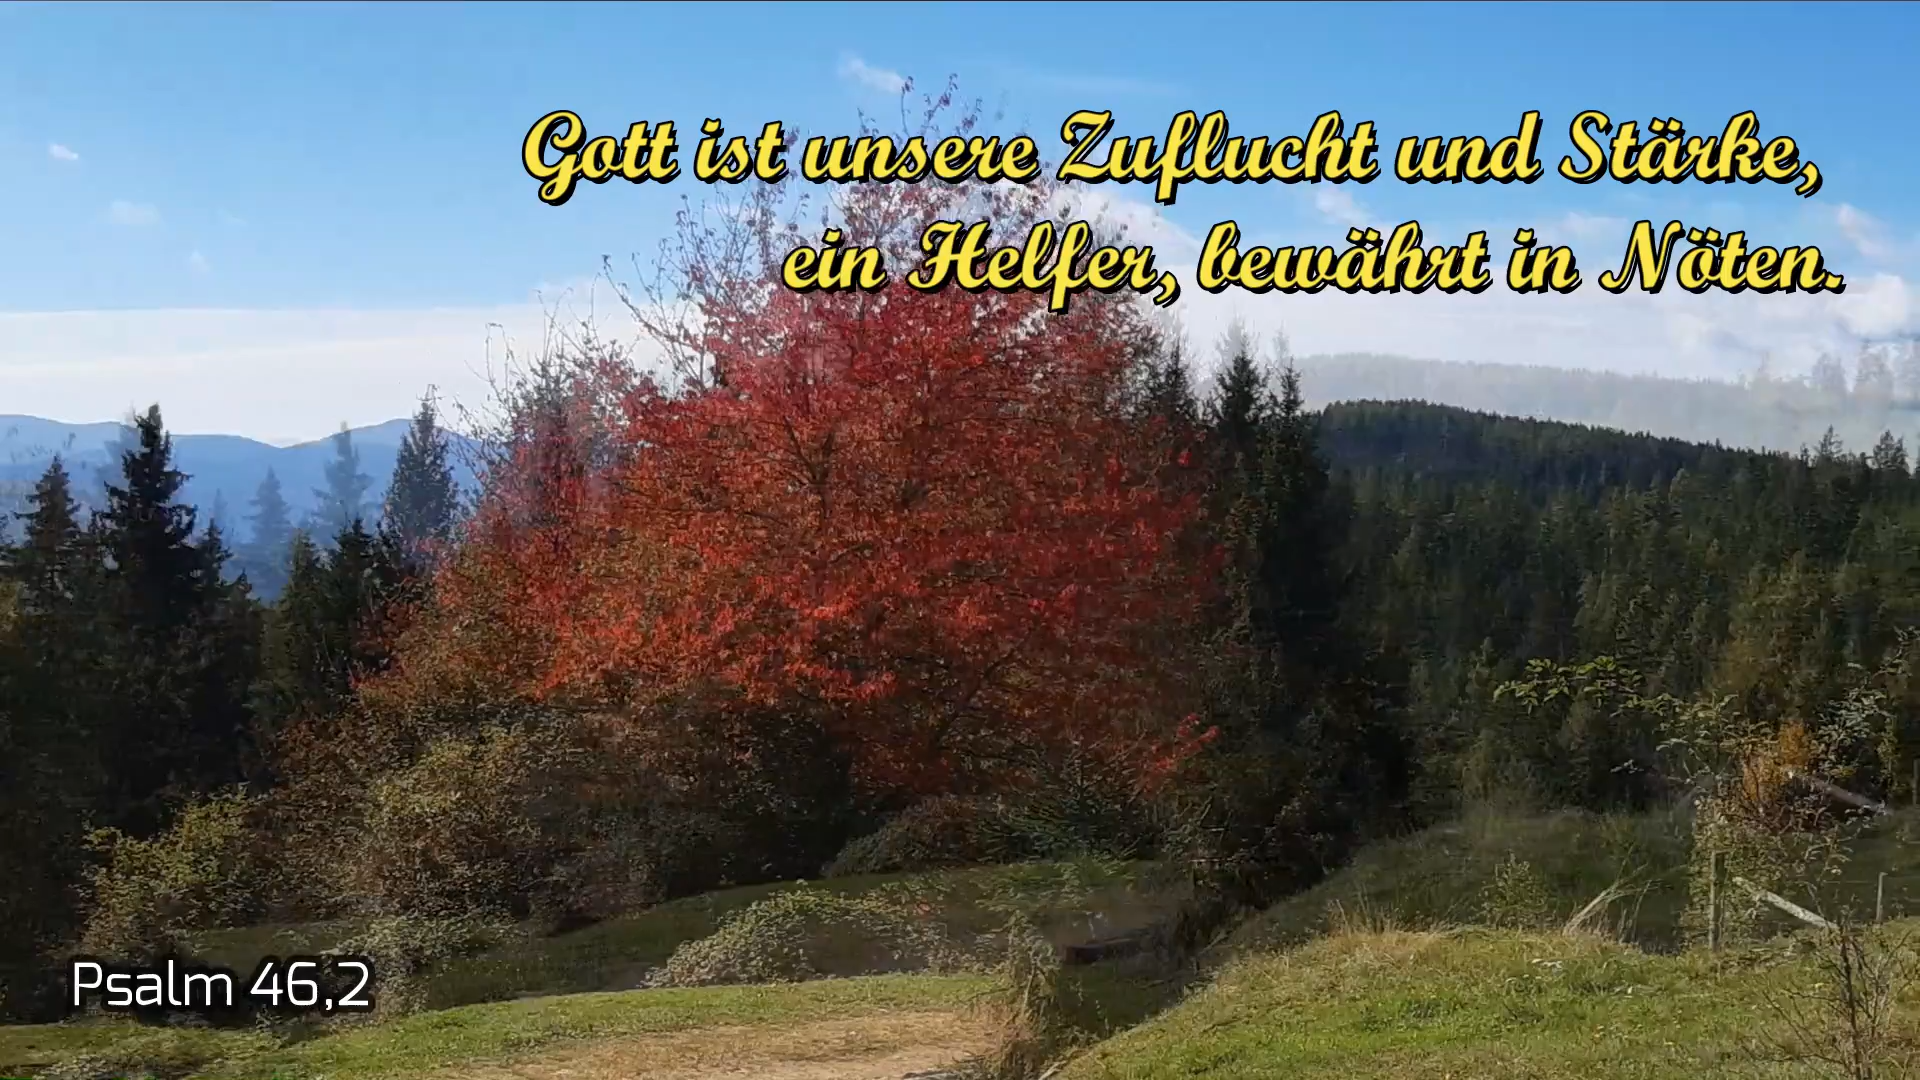 Gott ist unsere Zuflucht und Stärke,
ein Helfer, bewährt in Nöten.
Psalm 46,2